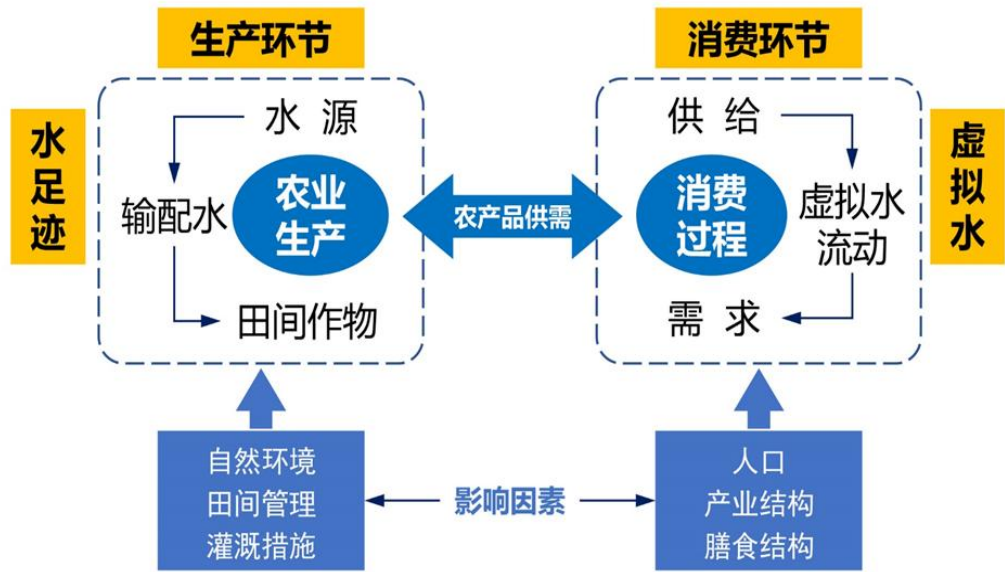 生产环节
消费环节
水足迹
虚拟水
水 源
输配水
农业
生产
田间作物
农产品供需
供 给
消费
过程
虚拟水
流动
需 求
自然环境
田间管理
灌溉措施
影响因素
人口
产业结构
膳食结构